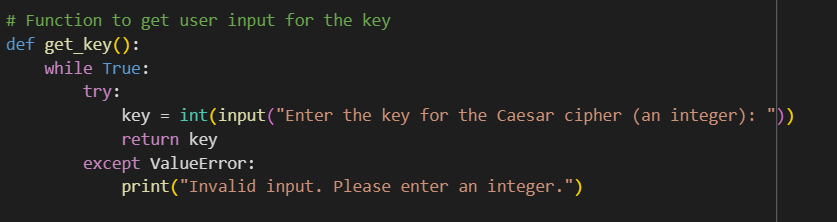 # Function to get user input for the key
def get_key():
    while True:
        try:
            key = int(input("Enter the key for the Caesar cipher (an integer): "))
            return key
        except ValueError:
            print("Invalid input. Please enter an integer.")